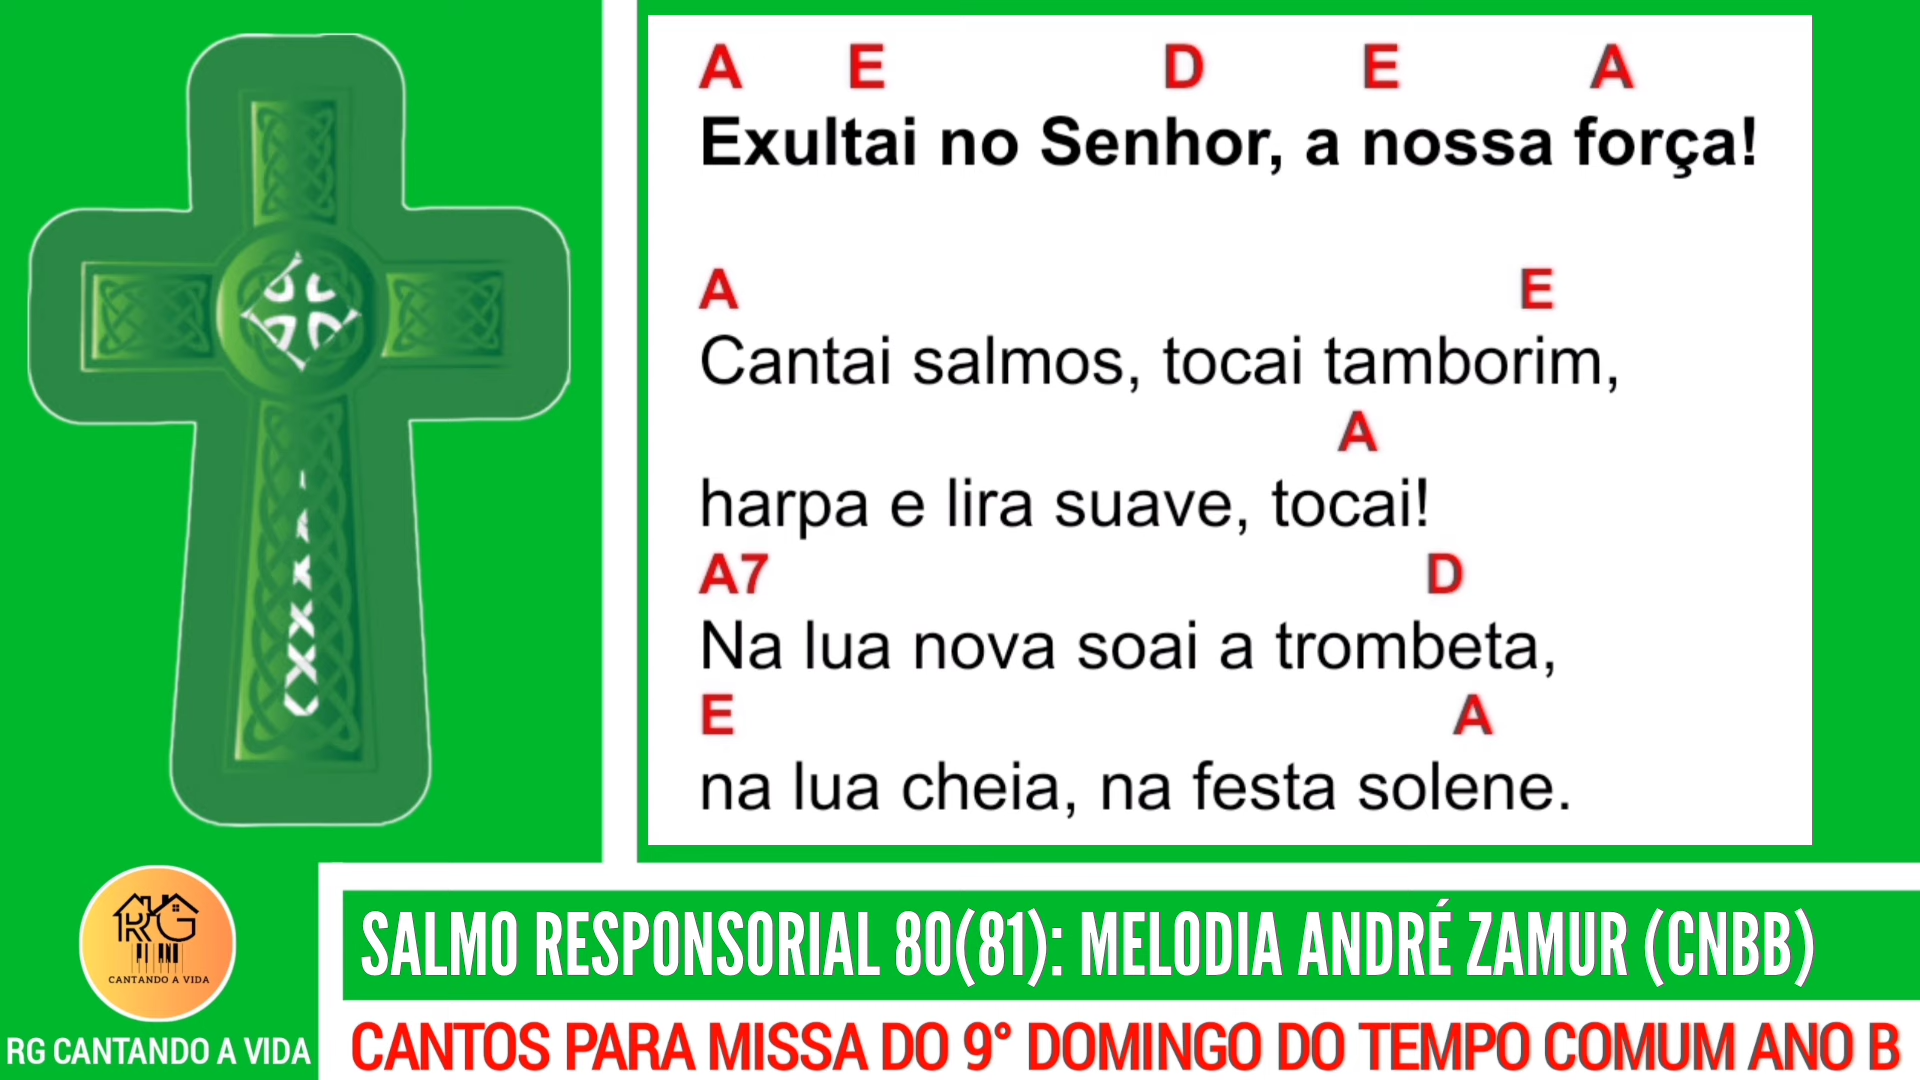 A E D E A
Exultai no Senhor, a nossa força!
A E
Cantai salmos, tocai tamborim,
A
harpa e lira suave, tocai!
A7 D
Na lua nova soai a trombeta,
E A
na lua cheia, na festa solene.
RG
CANTANDO A VIDA
RG CANTANDO A VIDA
SALMO RESPONSORIAL 80(81): MELODIA ANDRÉ ZAMUR (CNBB)
CANTOS PARA MISSA DO 9° DOMINGO DO TEMPO COMUM ANO B